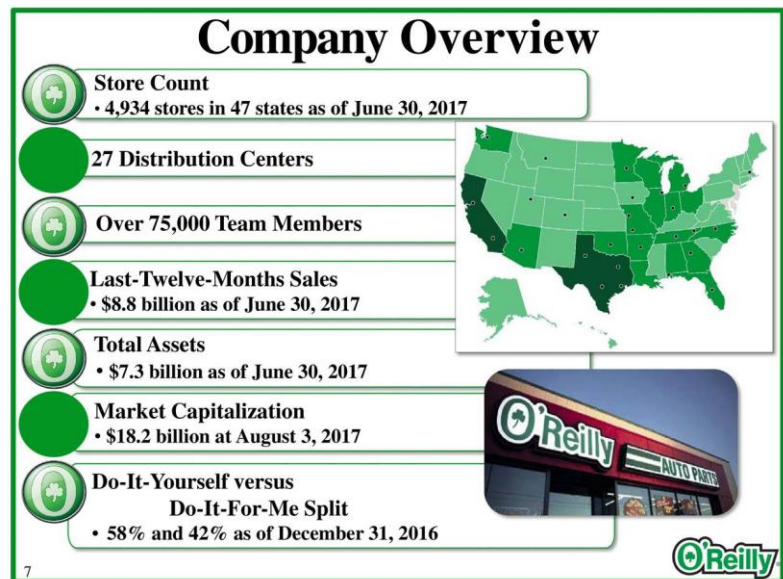 Company Overview
Store Count
• 4,934 stores in 47 states as of June 30, 2017
27 Distribution Centers
Over 75,000 Team Members
Last-Twelve-Months Sales
• $8.8 billion as of June 30, 2017
Total Assets
• $7.3 billion as of June 30, 2017
Market Capitalization
• $18.2 billion at August 3, 2017
Do-It-Yourself versus
Do-It-For-Me Split
• 58% and 42% as of December 31, 2016
O'Reilly
AUTO PARTS
7
O'Reilly